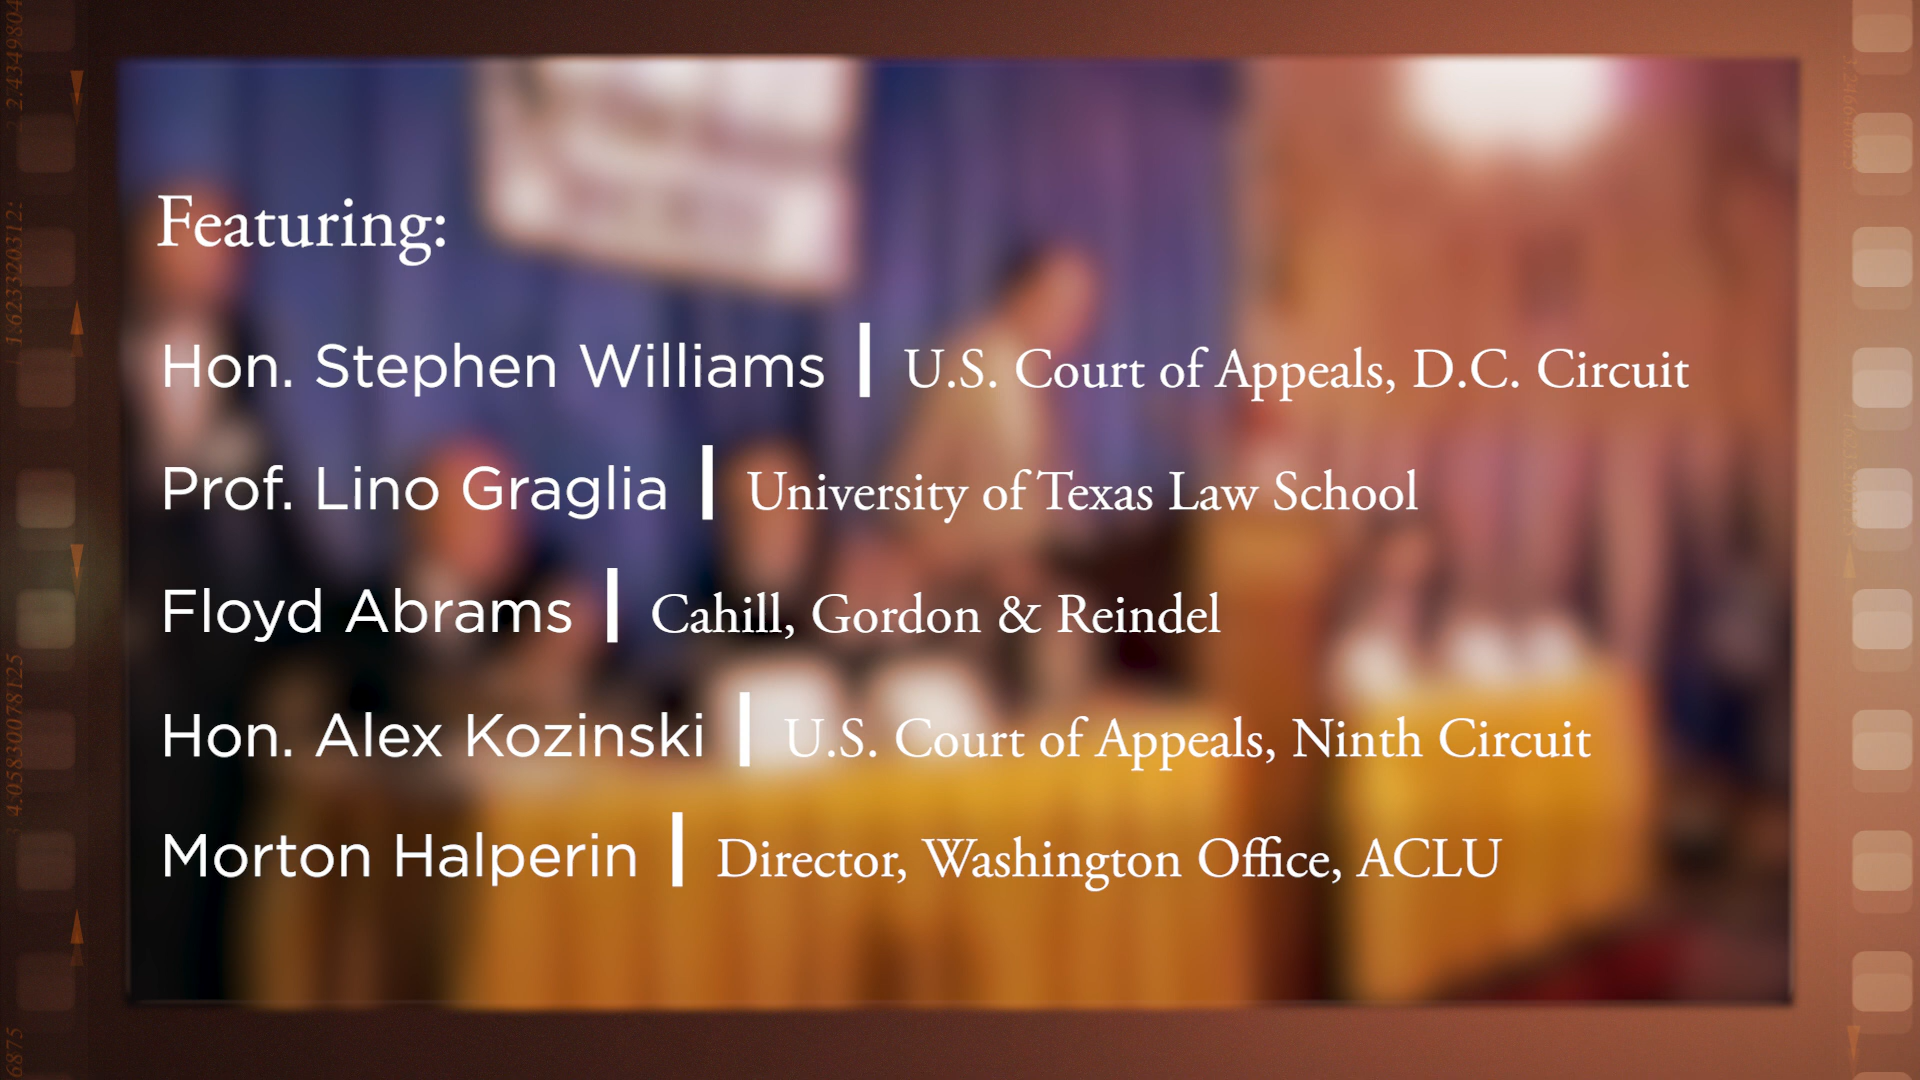 Featuring:
Hon. Stephen Williams | U.S. Court of Appeals, D.C. Circuit
Prof. Lino Graglia | University of Texas Law School
Floyd Abrams | Cahill, Gordon & Reindel
Hon. Alex Kozinski | U.S. Court of Appeals, Ninth Circuit
Morton Halperin | Director, Washington Office, ACLU